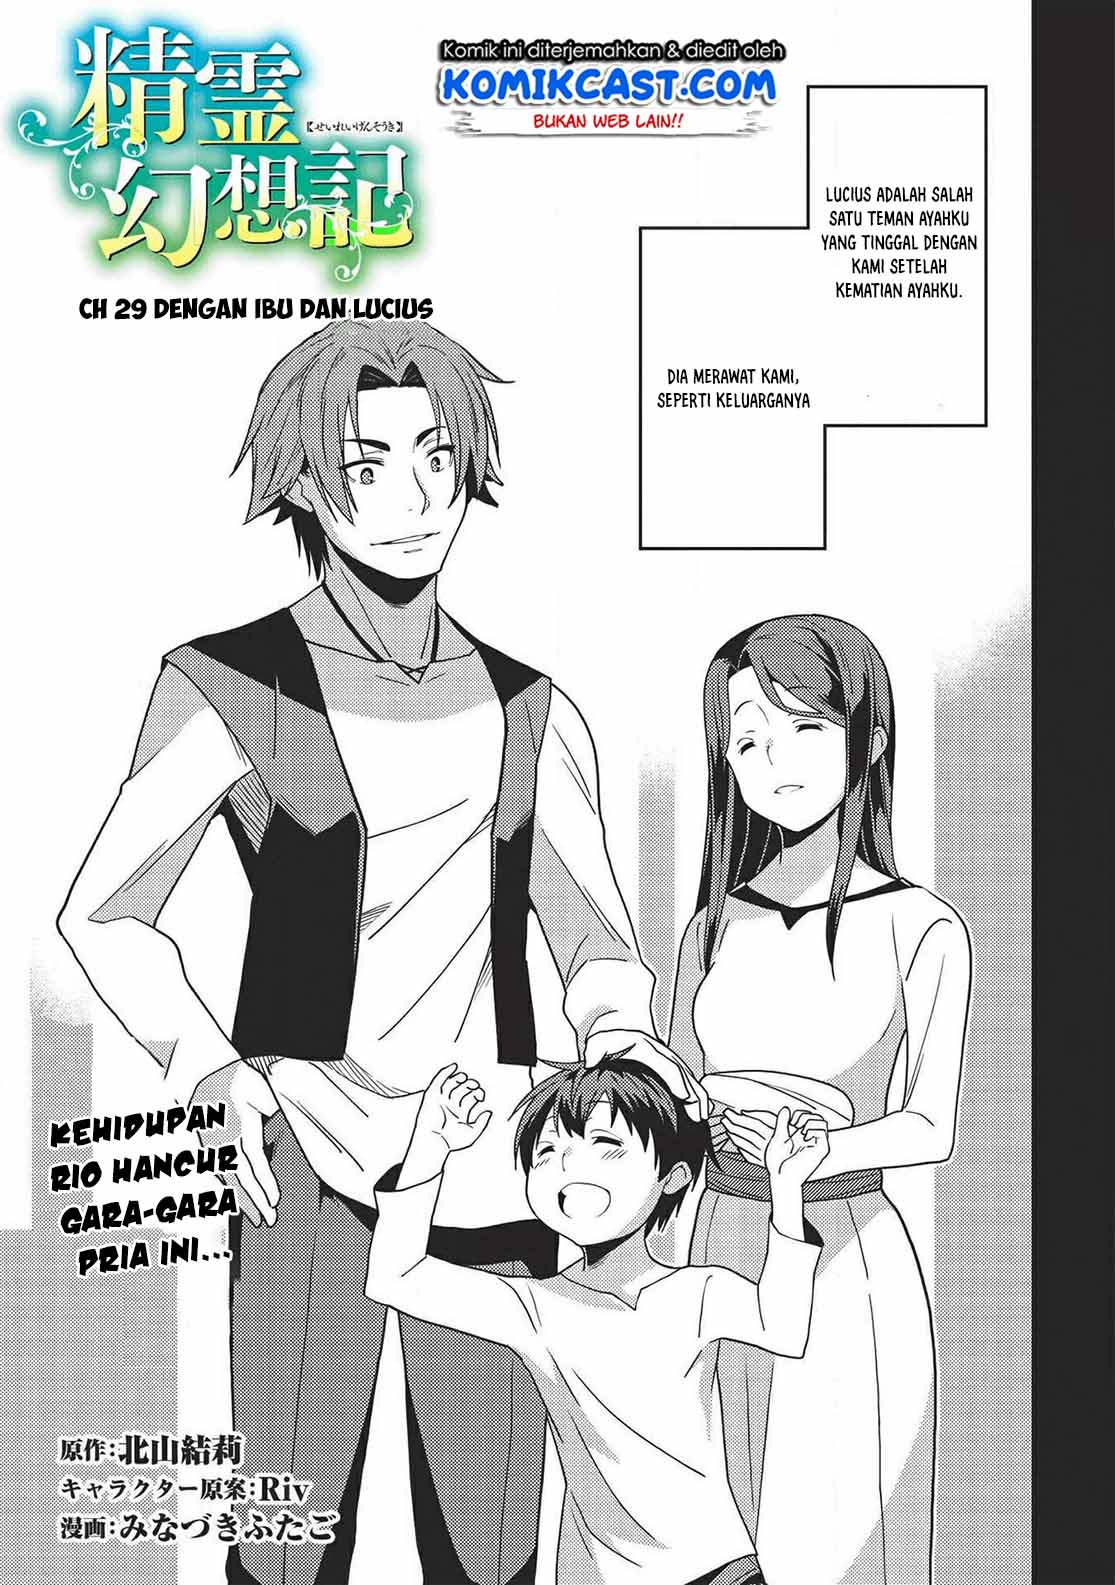 精霊
幻想記
【せいれいげんそうき】
Komik ini diterjemahkan & diedit oleh
KOMIKCAST.COM
BUKAN WEB LAIN!!
CH 29 DENGAN IBU DAN LUCIUS
LUCIUS ADALAH SALAH
SATU TEMAN AYAHKU
YANG TINGGAL DENGAN
KAMI SETELAH
KEMATIAN AYAHKU.
DIA MERAWAT KAMI,
SEPERTI KELUARGANYA
KEHIDUPAN
RIO HANCUR
GARA-GARA
PRIA INI...
原作:北山結莉
キャラクター原案:Riv
漫画:みなづきふたご